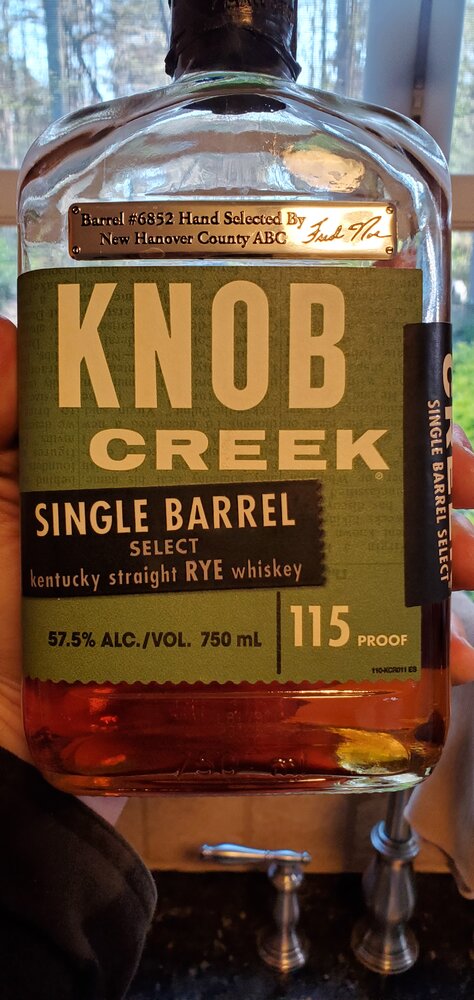 Barrel #6852 Hand Selected By
New Hanover County ABC
KNOB
CREEK®
SINGLE BARREL
SELECT
kentucky straight RYE whiskey
57.5% ALC./VOL. 750 mL
115 PROOF
SINGLE BARREL SELECT